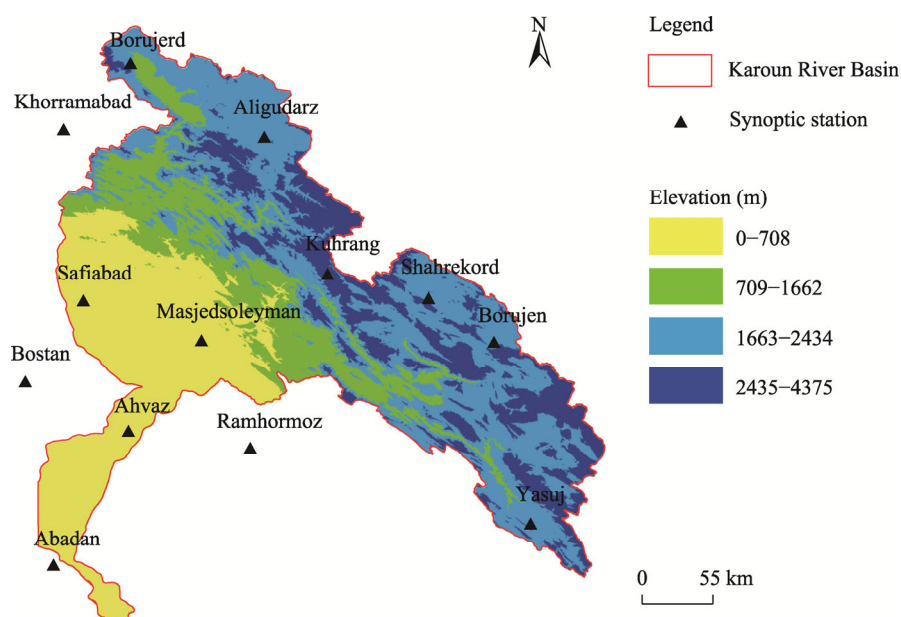 N
Borujerd
Khorramabad
Aligudarz
Kuhrang
Shahrekord
Safiabad
Masjedsoleyman
Borujen
Bostan
Ahvaz
Ramhormoz
Yasuj
Abadan
Legend
Karoun River Basin
Synoptic station
Elevation (m)
0−708
709−1662
1663−2434
2435−4375
0 55 km